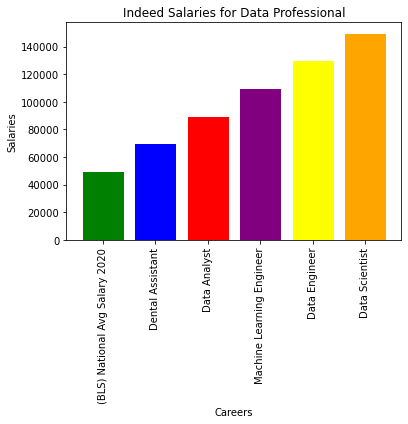 Indeed Salaries for Data Professional
Salaries
140000
120000
100000
80000
60000
40000
20000
0
(BLS) National Avg Salary 2020
Dental Assistant
Data Analyst
Machine Learning Engineer
Data Engineer
Data Scientist
Careers